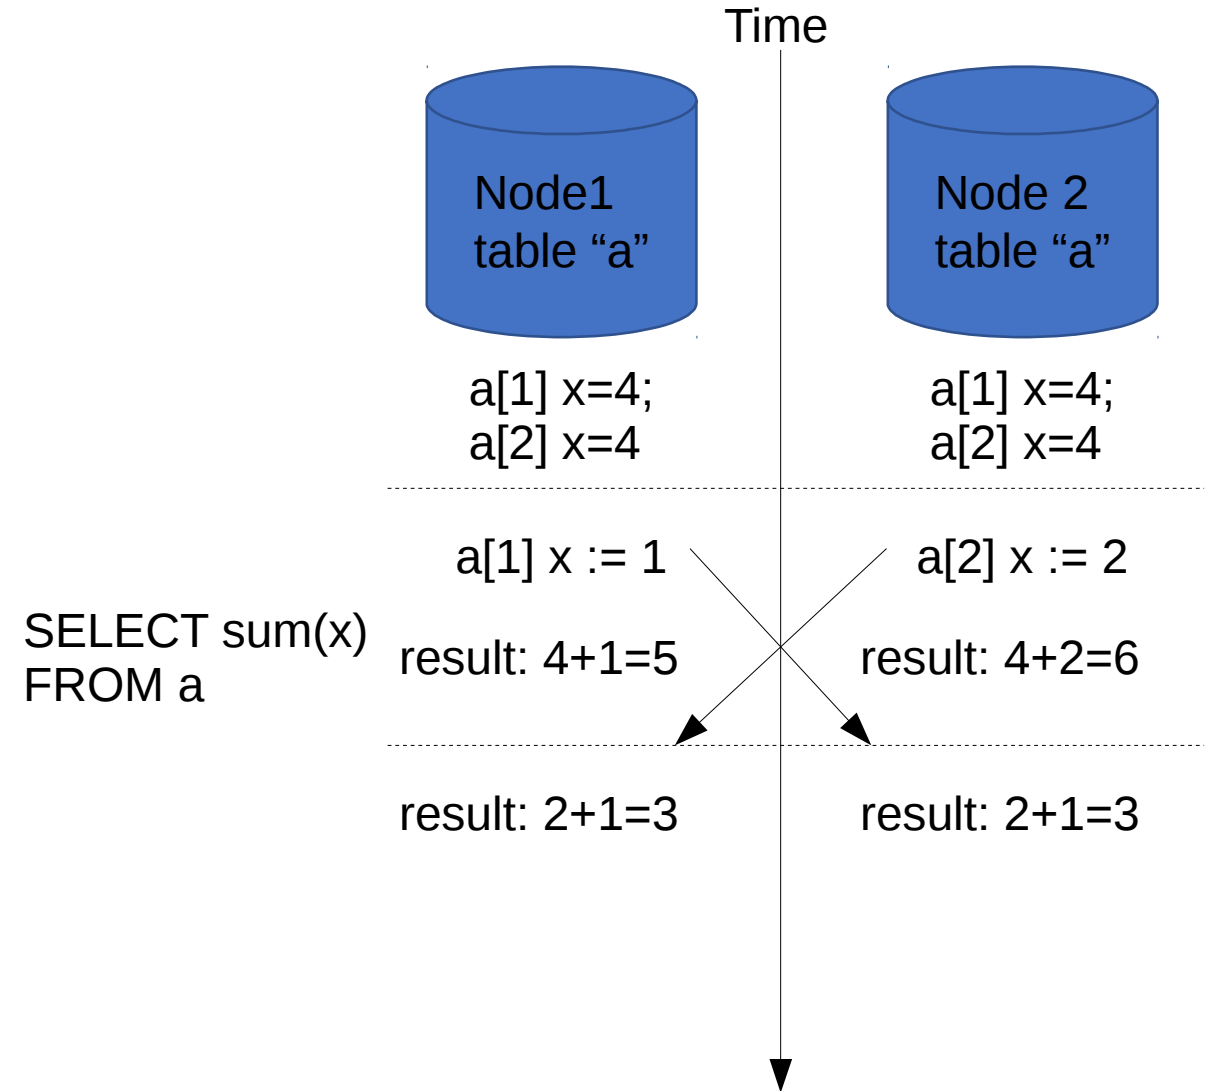 Time
Node1
table “a”
Node 2
table “a”
a[1] x=4;
a[2] x=4
a[1] x=4;
a[2] x=4
a[1] x := 1
a[2] x := 2
SELECT sum(x)
FROM a
result: 4+1=5
result: 4+2=6
result: 2+1=3
result: 2+1=3